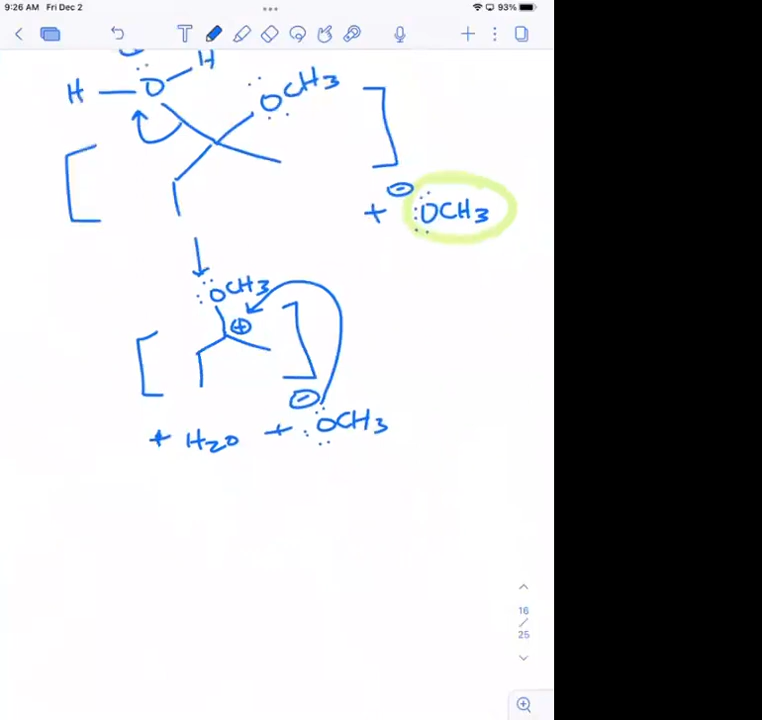 9:26 AM Fri Dec 2
93%
T
H
H O
OCH3
+ ⊖ :OCH3
:OCH3
⊕
⊖
+ H2O + :OCH3
16
/
25